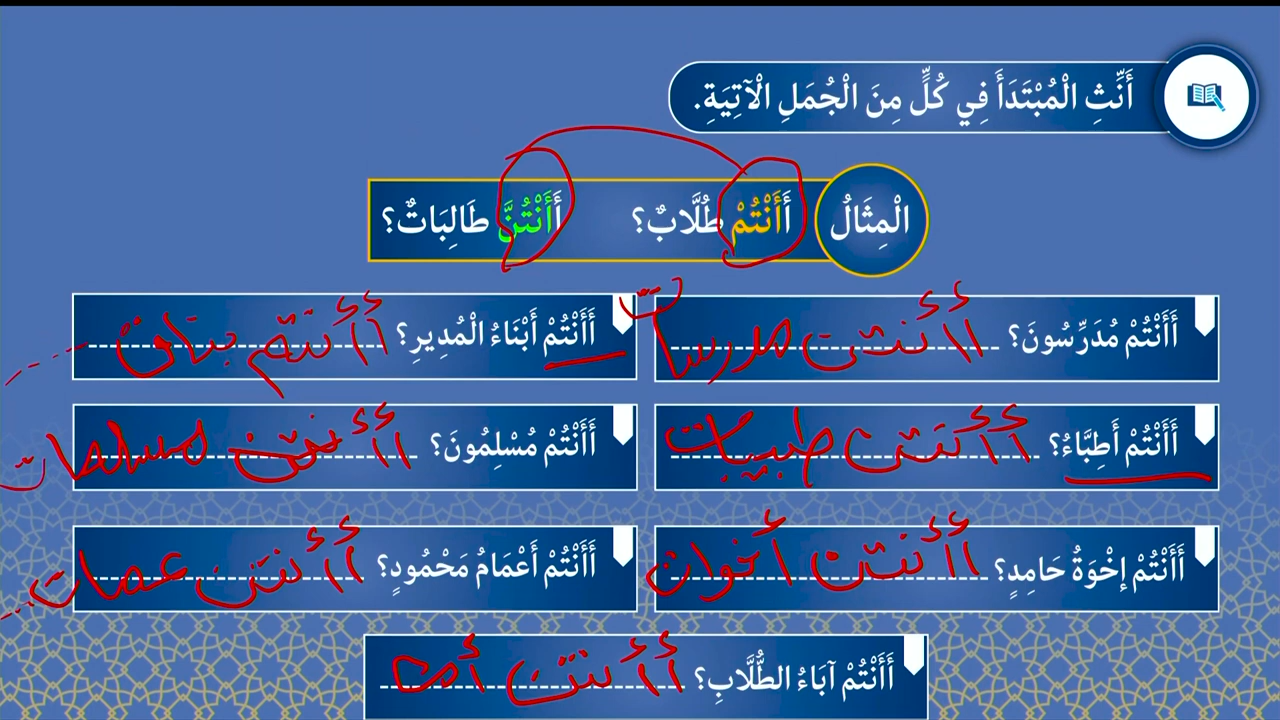 أَنِّثِ الْمُبْتَدَأَ فِي كُلٍّ مِنَ الْجُمَلِ الْآتِيَةِ.
الْمِثَالُ أَأَنْتُمْ طُلَّابٌ؟ أَأَنْتُنَّ طَالِبَاتٌ؟
أَأَنْتُمْ مُدَرِّسُونَ؟ أأنتن مدرسات
أَأَنْتُمْ أَبْنَاءُ الْمُدِيرِ؟ أأنتم بنات
أَأَنْتُمْ أَطِبَّاءُ؟ أأنتن طبيبات
أَأَنْتُمْ مُسْلِمُونَ؟ أأنتن مسلمات
أَأَنْتُمْ إِخْوَةُ حَامِدٍ؟ أأنتن أخوات
أَأَنْتُمْ أَعْمَامُ مَحْمُودٍ؟ أأنتن عمات
أَأَنْتُمْ آبَاءُ الطُّلَّابِ؟ أأنتن